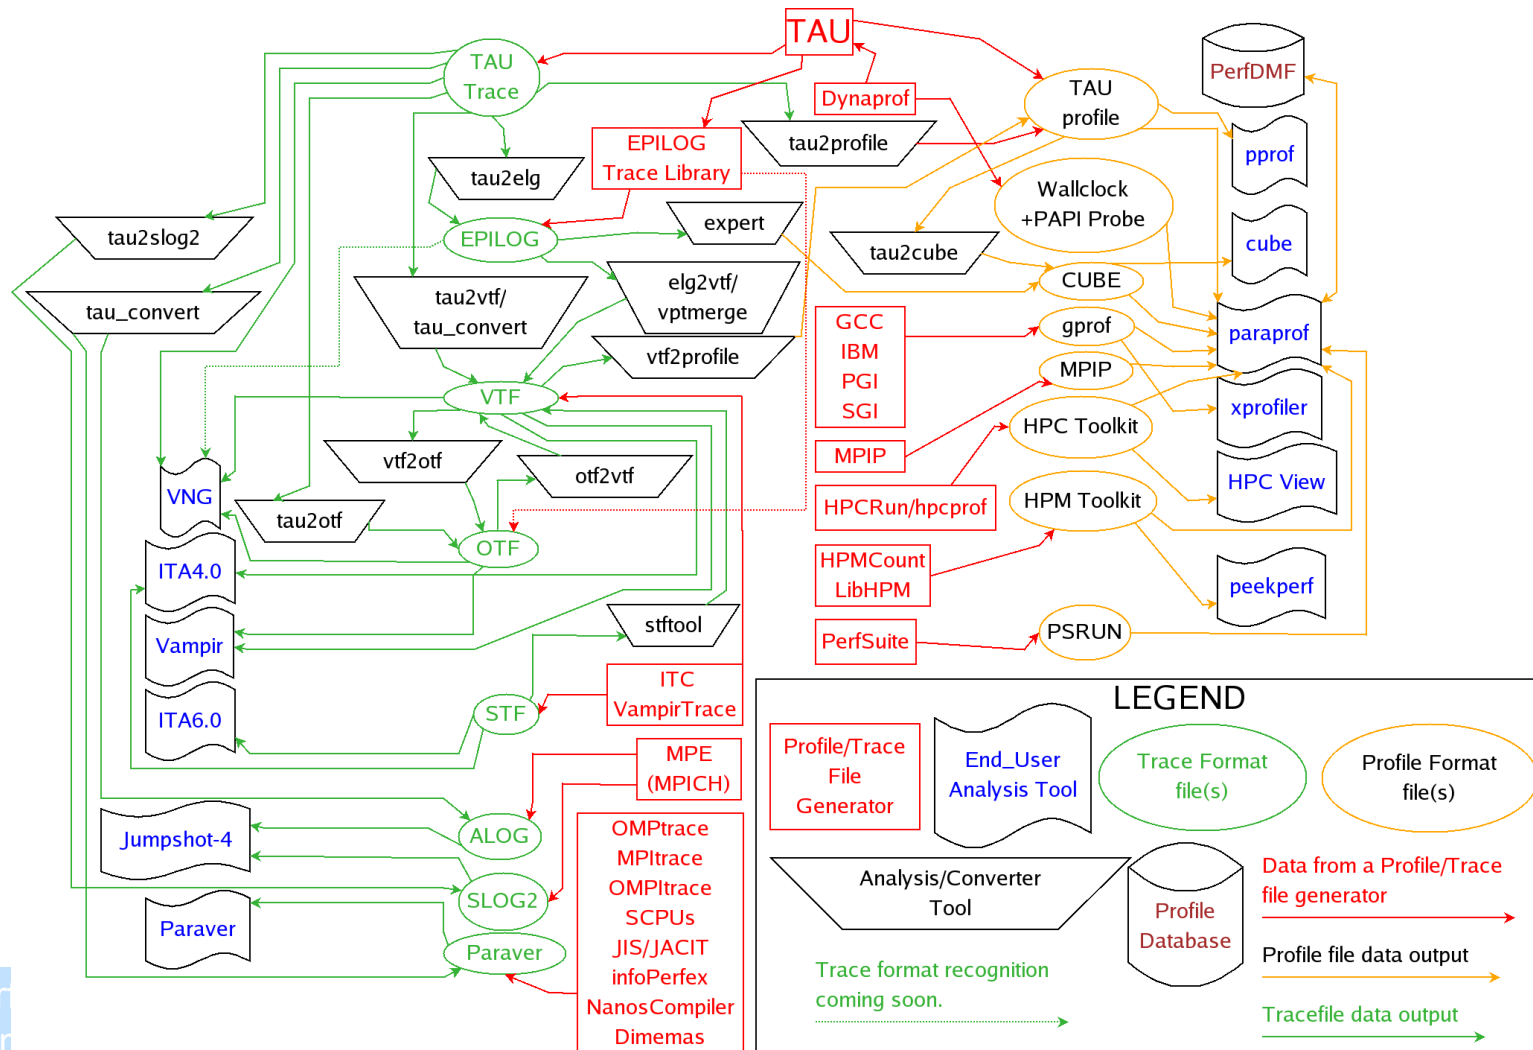 TAU
TAU
Trace
PerfDMF
Dynaprof
TAU
profile
EPILOG
Trace Library
tau2profile
pprof
tau2elg
Wallclock
+PAPI Probe
tau2slog2
EPILOG
expert
tau2cube
cube
CUBE
tau_convert
tau2vtf/
tau_convert
elg2vtf/
vptmerge
GCC
IBM
PGI
SGI
gprof
paraprof
vtf2profile
MPIP
VTF
xprofiler
HPC Toolkit
vtf2otf
otf2vtf
MPIP
HPC View
VNG
tau2otf
HPCRun/hpcprof
HPM Toolkit
OTF
ITA4.0
HPMCount
LibHPM
peekperf
Vampir
stftool
PerfSuite
PSRUN
ITA6.0
STF
ITC
VampirTrace
MPE
(MPICH)
Jumpshot-4
ALOG
SLOG2
Paraver
Paraver
OMPtrace
MPItrace
OMPItrace
SCPUs
JIS/JACIT
infoPerfex
NanosCompiler
Dimemas
LEGEND
Profile/Trace
File
Generator
End_User
Analysis Tool
Trace Format
file(s)
Profile Format
file(s)
Analysis/Converter
Tool
Profile
Database
Data from a Profile/Trace
file generator
Profile file data output
Trace format recognition
coming soon.
Tracefile data output